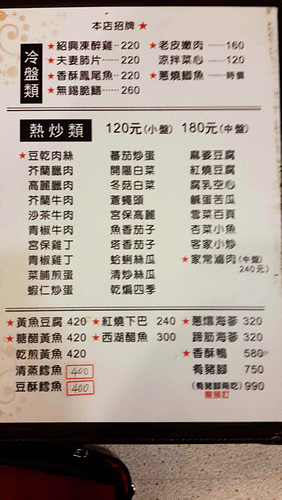 本店招牌 ★
冷盤類
★紹興凍醉雞‥220 ★老皮嫩肉 ……160
★夫妻肺片……220 涼拌菜心……120
★香酥鳳尾魚‥220 ★蔥㸆鯽魚 ……時價
★無錫脆鱔……260
熱炒類 120元(小盤) 180元(中盤)
★豆乾肉絲 蕃茄炒蛋 麻婆豆腐
芥蘭臘肉 開陽白菜 紅燒豆腐
高麗臘肉 冬菇白菜 腐乳空心
芥蘭牛肉 蒼蠅頭 鹹蛋苦瓜
沙茶牛肉 宮保高麗 雪菜百頁
青椒牛肉 魚香茄子 杏菜小魚
宮保雞丁 塔香茄子 客家小炒
青椒雞丁 蛤蜊絲瓜 ★家常滷肉(中盤)
240元)
菜脯煎蛋 清炒絲瓜
蝦仁炒蛋 乾煸四季
★黃魚豆腐 420 ★紅燒下巴 240 ★蔥燒海蔘 320
★糖醋黃魚 420 ★西湖醋魚 300 蹄筋海蔘 320
乾煎黃魚 420 ★香酥鴨 580
清蒸鱈魚 400 滷豬腳 750
豆酥鱈魚 400 (滷豬腳兩吃) 990
需預訂